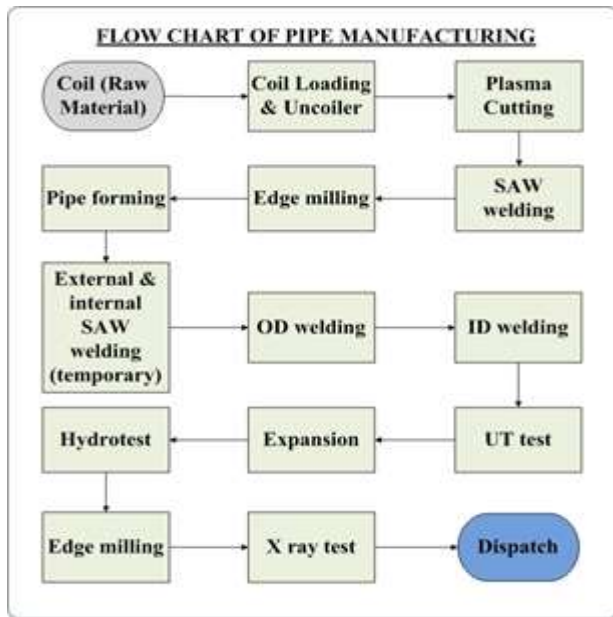 FLOW CHART OF PIPE MANUFACTURING
Coil (Raw
Material)
Coil Loading
& Uncoiler
Plasma
Cutting
SAW
welding
Edge milling
Pipe forming
External &
internal
SAW
welding
(temporary)
OD welding
ID welding
UT test
Expansion
Hydrotest
Edge milling
X ray test
Dispatch